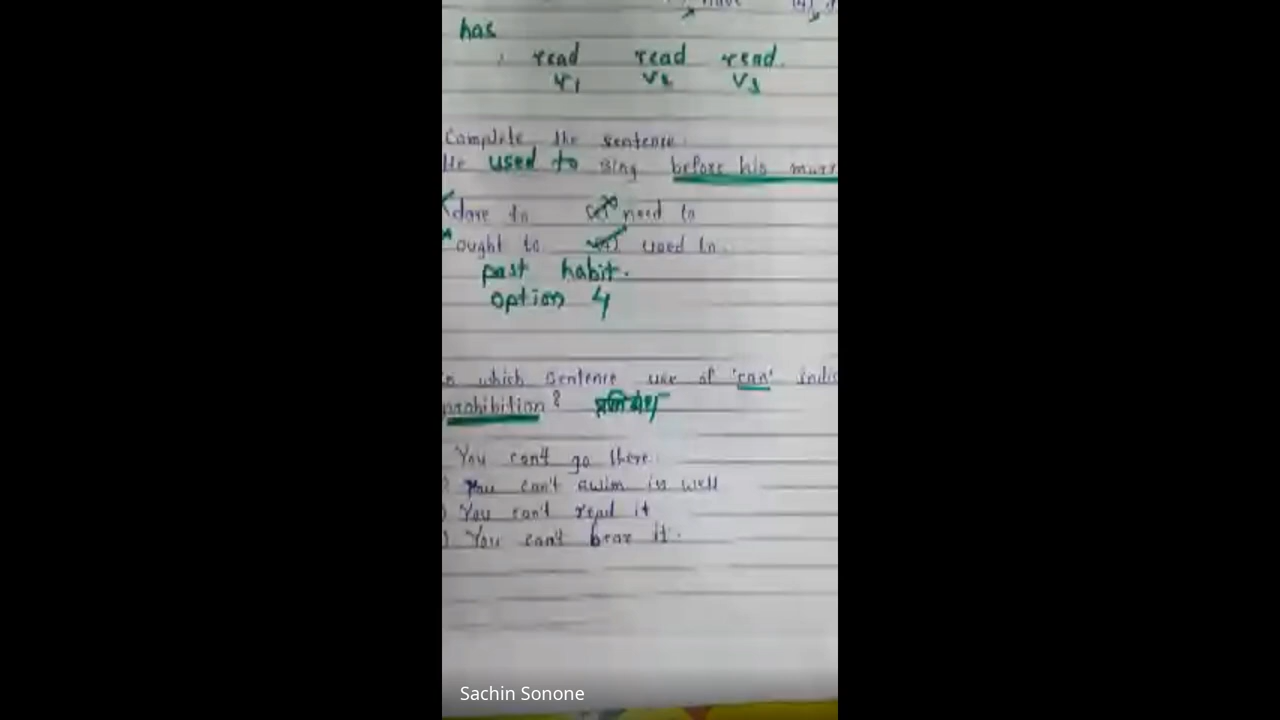 has
read read read.
V1 V2 V3
Complete the sentence.
He used to sing before his
dare to need to
ought to (4) used to.
past habit.
option 4
which sentence use of 'can'
prohibition? प्रतिबंध
You can't go there.
You can't swim in well
You can't read it
You can't bear it.
Sachin Sonone